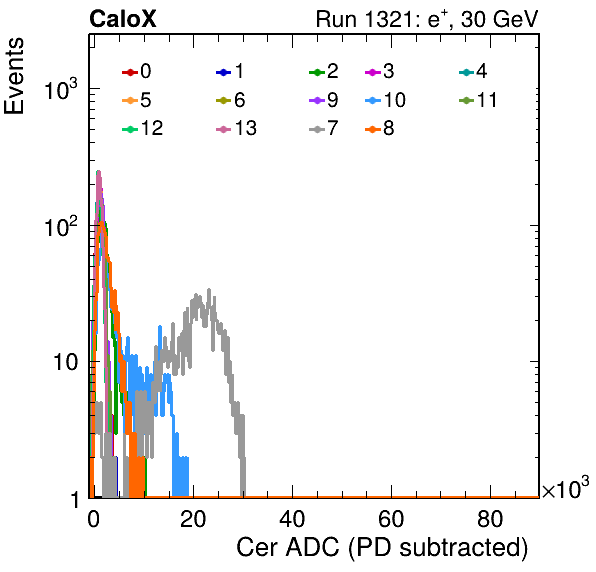 CaloX Run 1321: e⁺, 30 GeV
Events
0 1 2 3 4
5 6 9 10 11
12 13 7 8
10³
10²
10
1
0 20 40 60 80 ×10³
Cer ADC (PD subtracted)